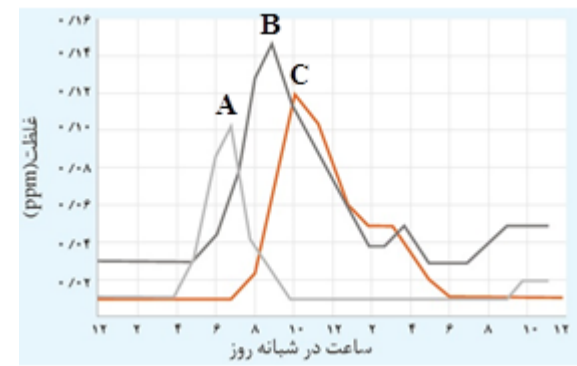 ۰/۱۶
۰/۱۴
۰/۱۲
۰/۱۰
۰/۰۸
۰/۰۶
۰/۰۴
۰/۰۲
غلظت(ppm)
A
B
C
۱۲ ۲ ۴ ۶ ۸ ۱۰ ۱۲ ۲ ۴ ۶ ۸ ۱۰ ۱۲
ساعت در شبانه روز